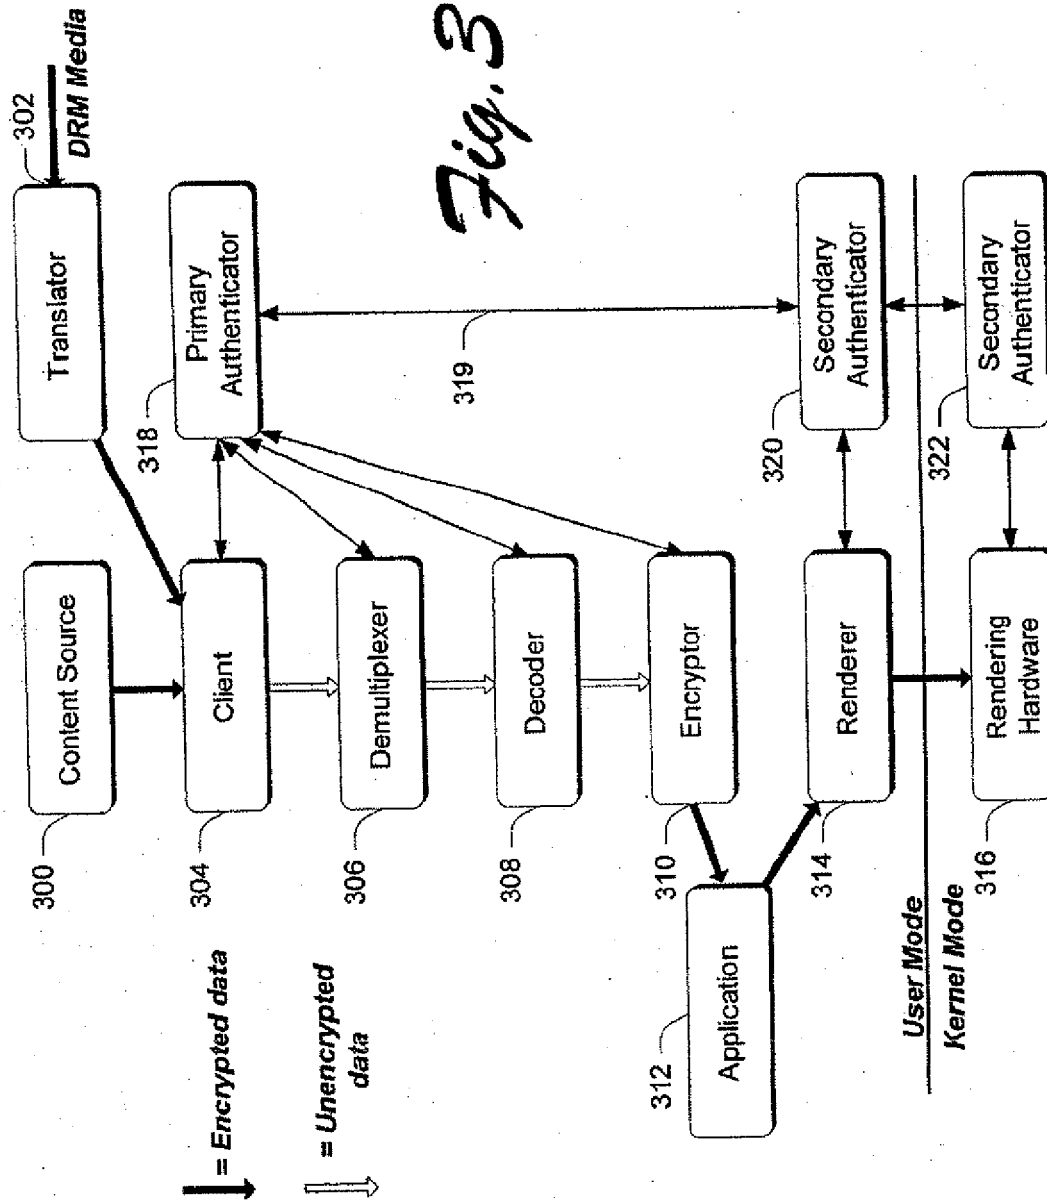 302
DRM Media
Translator
Content Source
300
318
Primary
Authenticator
Client
304
= Encrypted data
Demultiplexer
306
= Unencrypted
data
Decoder
308
319
Fig. 3
Encryptor
310
Application
312
320
Secondary
Authenticator
Renderer
314
User Mode
Kernel Mode
322
Secondary
Authenticator
Rendering
Hardware
316